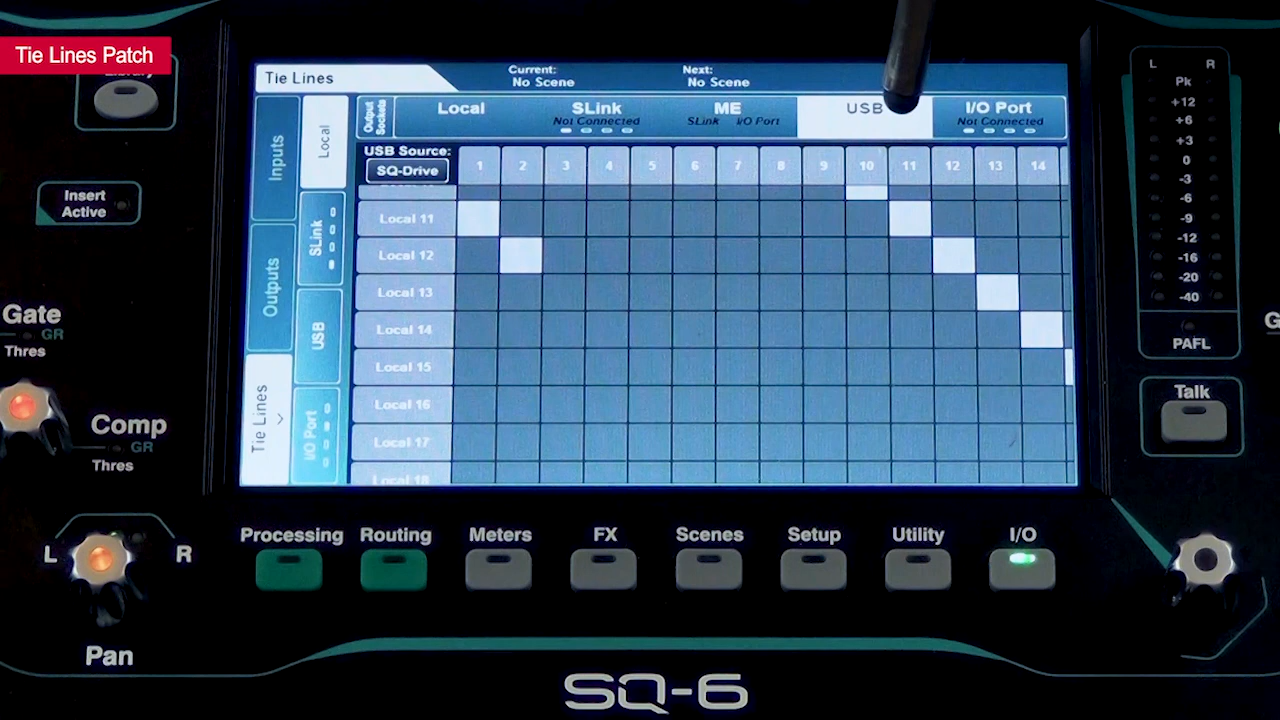 Tie Lines Patch
Library
Insert
Active
Gate
GR
Thres
Comp
GR
Thres
L
R
Pan
Tie Lines
Current:
No Scene
Next:
No Scene
Inputs
Outputs
Tie Lines
Local
SLink
USB
I/O Port
Output
Sockets
Local
SLink
Not Connected
ME
SLink I/O Port
USB
I/O Port
Not Connected
USB Source:
SQ-Drive
1 2 3 4 5 6 7 8 9 10 11 12 13 14
Local 11
Local 12
Local 13
Local 14
Local 15
Local 16
Local 17
Local 18
Processing Routing Meters FX Scenes Setup Utility I/O
SQ-6
L R
Pk
+12
+6
+3
0
-3
-6
-9
-12
-16
-20
-40
PAFL
Talk
G